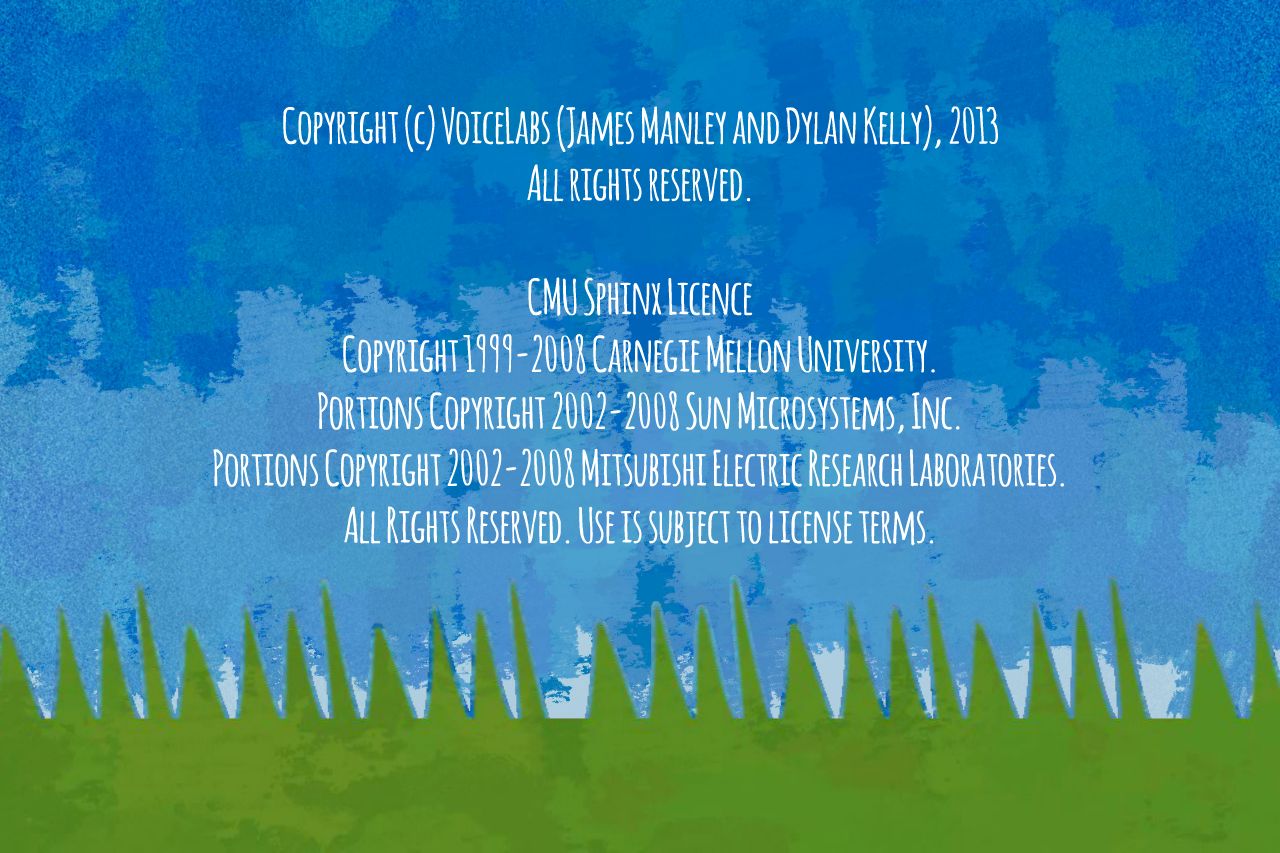 Copyright (c) VoiceLabs (James Manley and Dylan Kelly), 2013
All rights reserved.
CMU Sphinx Licence
Copyright 1999-2008 Carnegie Mellon University.
Portions Copyright 2002-2008 Sun Microsystems, Inc.
Portions Copyright 2002-2008 Mitsubishi Electric Research Laboratories.
All Rights Reserved. Use is subject to license terms.